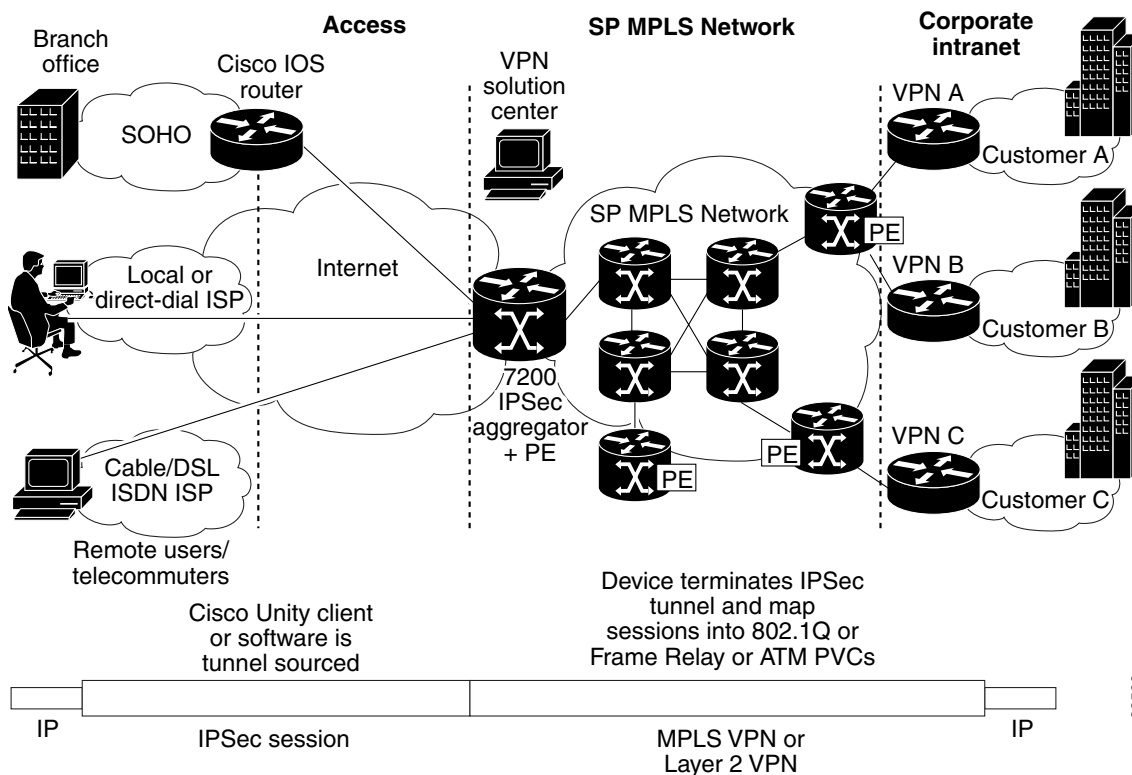 Access
SP MPLS Network
Corporate
intranet
Branch
office
Cisco IOS
router
VPN
solution
center
VPN A
SOHO
Customer A
SP MPLS Network
PE
Internet
Local or
direct-dial ISP
VPN B
Customer B
7200
IPSec
aggregator
+ PE
VPN C
PE
PE
Cable/DSL
ISDN ISP
Customer C
Remote users/
telecommuters
Cisco Unity client
or software is
tunnel sourced
Device terminates IPSec
tunnel and map
sessions into 802.1Q or
Frame Relay or ATM PVCs
IP
IPSec session
MPLS VPN or
Layer 2 VPN
IP